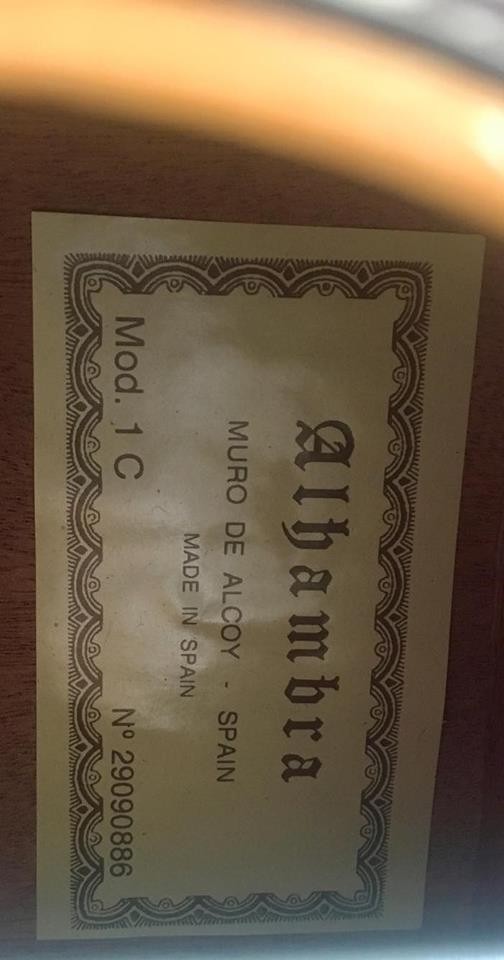 Alhambra
MURO DE ALCOY - SPAIN
MADE IN SPAIN
Mod. 1 C Nº 29090886